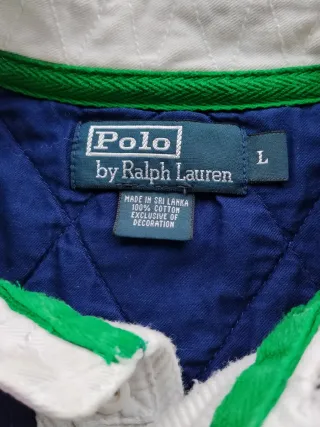 Polo
by Ralph Lauren
L
MADE IN SRI LANKA
100% COTTON
EXCLUSIVE OF
DECORATION